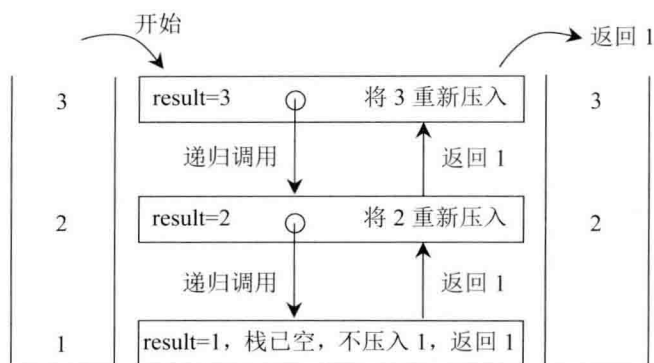 开始
返回 1
3 result=3 将 3 重新压入 3
递归调用 返回 1
2 result=2 将 2 重新压入 2
递归调用 返回 1
1 result=1，栈已空，不压入 1，返回 1